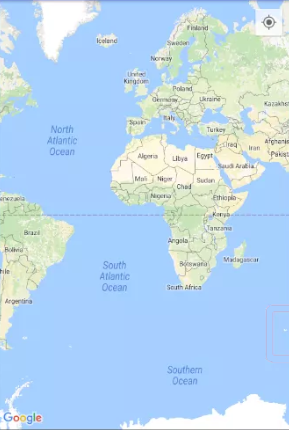 Iceland
Finland
Sweden
Norway
United
Kingdom
Poland
Germany
Ukraine
Kazakhst
Italy
Spain
Turkey
Iraq
Iran
Afghanistan
Pakist
North
Atlantic
Ocean
Algeria
Libya
Egypt
Saudi Arabia
Mali
Niger
Chad
Sudan
Nigeria
Ethiopia
Venezuela
Kenya
Tanzania
Brazil
Angola
Bolivia
Botswana
Madagascar
South
Atlantic
Ocean
South Africa
Chile
Argentina
Southern
Ocean
Google